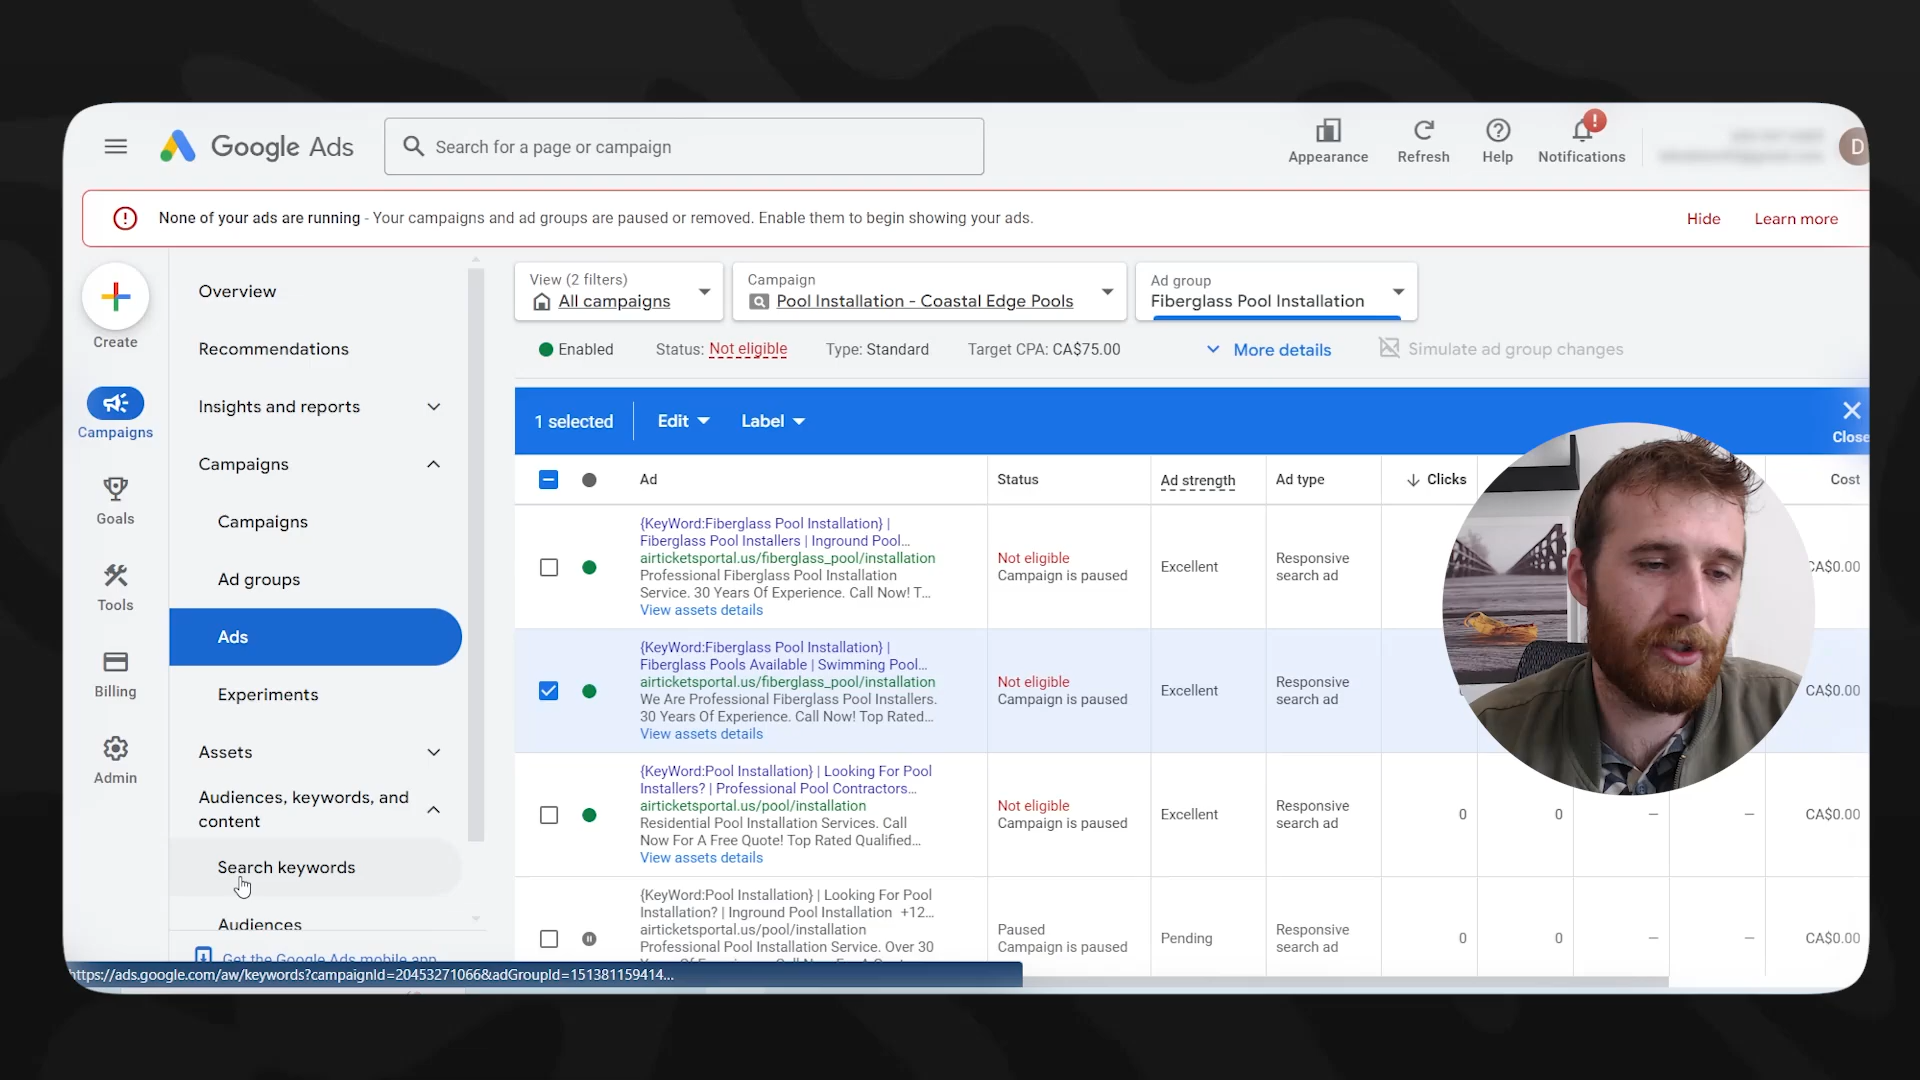 Google Ads
Search for a page or campaign
Appearance
Refresh
Help
!
Notifications
D
None of your ads are running - Your campaigns and ad groups are paused or removed. Enable them to begin showing your ads.
Hide
Learn more
Create
Campaigns
Goals
Tools
Billing
Admin
Overview
Recommendations
Insights and reports
Campaigns
Campaigns
Ad groups
Ads
Experiments
Assets
Audiences, keywords, and
content
Search keywords
Audiences
Get the Google Ads mobile app
View (2 filters)
All campaigns
Campaign
Pool Installation - Coastal Edge Pools
Ad group
Fiberglass Pool Installation
Enabled
Status: Not eligible
Type: Standard
Target CPA: CA$75.00
More details
Simulate ad group changes
1 selected
Edit
Label
Close
Ad
Status
Ad strength
Ad type
Clicks
Cost
{KeyWord:Fiberglass Pool Installation} |
Fiberglass Pool Installers | Inground Pool...
airticketsportal.us/fiberglass_pool/installation
Professional Fiberglass Pool Installation
Service. 30 Years Of Experience. Call Now! T...
View assets details
Not eligible
Campaign is paused
Excellent
Responsive
search ad
CA$0.00
{KeyWord:Fiberglass Pool Installation} |
Fiberglass Pools Available | Swimming Pool...
airticketsportal.us/fiberglass_pool/installation
We Are Professional Fiberglass Pool Installers.
30 Years Of Experience. Call Now! Top Rated...
View assets details
Not eligible
Campaign is paused
Excellent
Responsive
search ad
CA$0.00
{KeyWord:Pool Installation} | Looking For Pool
Installers? | Professional Pool Contractors...
airticketsportal.us/pool/installation
Residential Pool Installation Services. Call
Now For A Free Quote! Top Rated Qualified...
View assets details
Not eligible
Campaign is paused
Excellent
Responsive
search ad
0
0
–
–
CA$0.00
{KeyWord:Pool Installation} | Looking For Pool
Installation? | Inground Pool Installation +12...
airticketsportal.us/pool/installation
Professional Pool Installation Service. Over 30
Paused
Campaign is paused
Pending
Responsive
search ad
0
0
–
–
CA$0.00
https://ads.google.com/aw/keywords?campaignId=20453271066&adGroupId=151381159414...